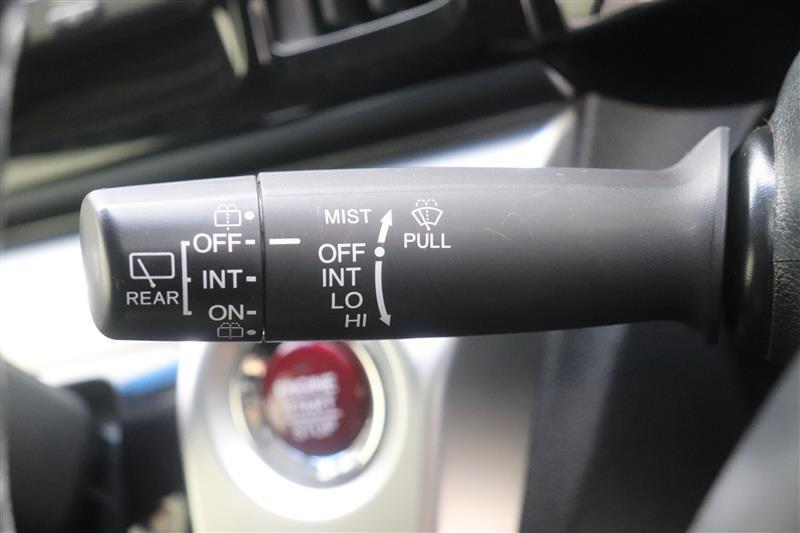 MIST
PULL
OFF
INT
LO
HI
REAR
OFF
INT
ON
ENGINE
START
STOP